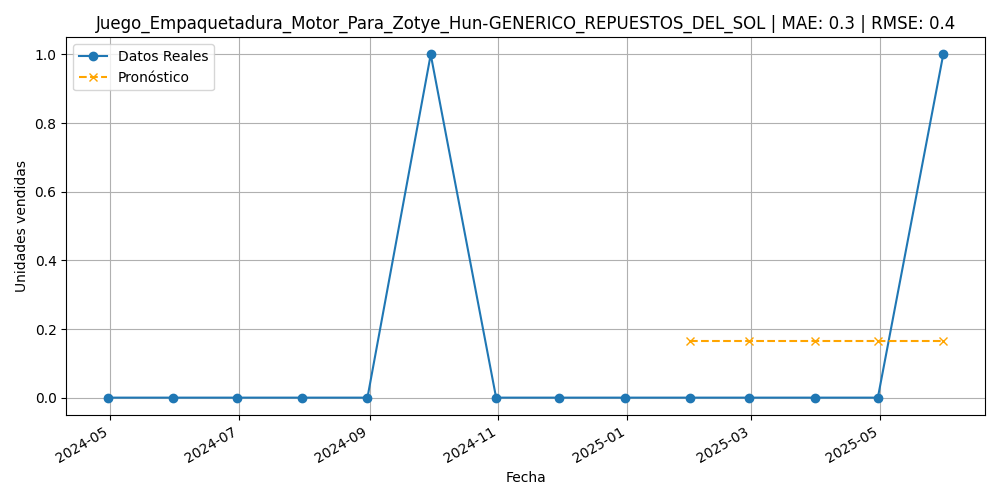 Juego_Empaquetadura_Motor_Para_Zotye_Hun-GENERICO_REPUESTOS_DEL_SOL | MAE: 0.3 | RMSE: 0.4
Datos Reales
Pronóstico
Unidades vendidas
1.0
0.8
0.6
0.4
0.2
0.0
2024-05
2024-07
2024-09
2024-11
2025-01
2025-03
2025-05
Fecha